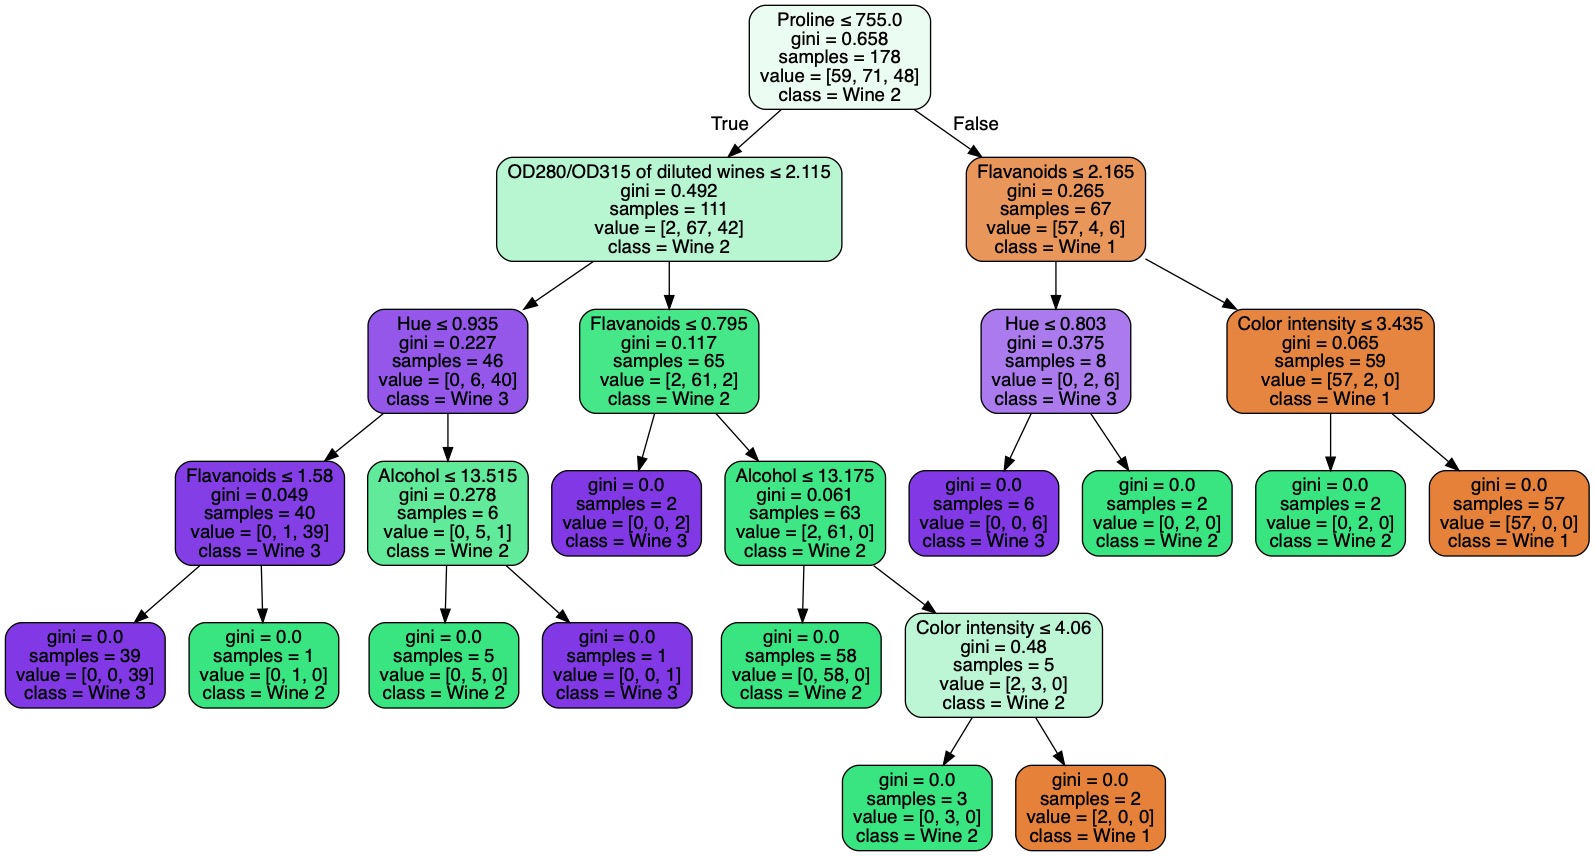 Proline ≤ 755.0
gini = 0.658
samples = 178
value = [59, 71, 48]
class = Wine 2
True
False
OD280/OD315 of diluted wines ≤ 2.115
gini = 0.492
samples = 111
value = [2, 67, 42]
class = Wine 2
Flavanoids ≤ 2.165
gini = 0.265
samples = 67
value = [57, 4, 6]
class = Wine 1
Hue ≤ 0.935
gini = 0.227
samples = 46
value = [0, 6, 40]
class = Wine 3
Flavanoids ≤ 0.795
gini = 0.117
samples = 65
value = [2, 61, 2]
class = Wine 2
Hue ≤ 0.803
gini = 0.375
samples = 8
value = [0, 2, 6]
class = Wine 3
Color intensity ≤ 3.435
gini = 0.065
samples = 59
value = [57, 2, 0]
class = Wine 1
Flavanoids ≤ 1.58
gini = 0.049
samples = 40
value = [0, 1, 39]
class = Wine 3
Alcohol ≤ 13.515
gini = 0.278
samples = 6
value = [0, 5, 1]
class = Wine 2
gini = 0.0
samples = 2
value = [0, 0, 2]
class = Wine 3
Alcohol ≤ 13.175
gini = 0.061
samples = 63
value = [2, 61, 0]
class = Wine 2
gini = 0.0
samples = 6
value = [0, 0, 6]
class = Wine 3
gini = 0.0
samples = 2
value = [0, 2, 0]
class = Wine 2
gini = 0.0
samples = 2
value = [0, 2, 0]
class = Wine 2
gini = 0.0
samples = 57
value = [57, 0, 0]
class = Wine 1
gini = 0.0
samples = 39
value = [0, 0, 39]
class = Wine 3
gini = 0.0
samples = 1
value = [0, 1, 0]
class = Wine 2
gini = 0.0
samples = 5
value = [0, 5, 0]
class = Wine 2
gini = 0.0
samples = 1
value = [0, 0, 1]
class = Wine 3
gini = 0.0
samples = 58
value = [0, 58, 0]
class = Wine 2
Color intensity ≤ 4.06
gini = 0.48
samples = 5
value = [2, 3, 0]
class = Wine 2
gini = 0.0
samples = 3
value = [0, 3, 0]
class = Wine 2
gini = 0.0
samples = 2
value = [2, 0, 0]
class = Wine 1